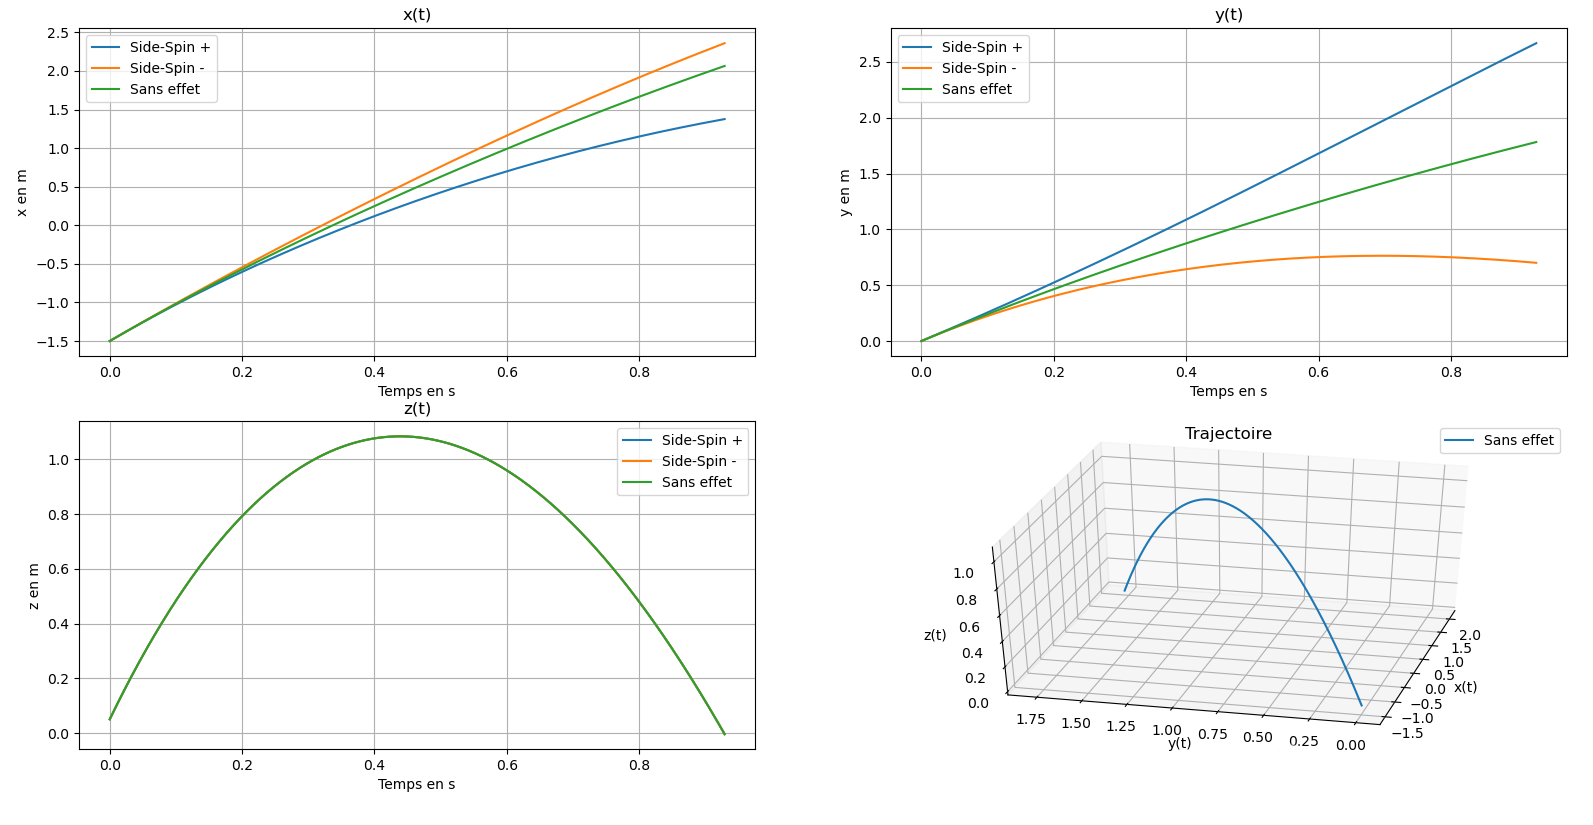 x(t)
2.5
2.0
1.5
1.0
0.5
0.0
−0.5
−1.0
−1.5
x en m
Side-Spin +
Side-Spin -
Sans effet
0.0 0.2 0.4 0.6 0.8
Temps en s
y(t)
2.5
2.0
1.5
1.0
0.5
0.0
y en m
Side-Spin +
Side-Spin -
Sans effet
0.0 0.2 0.4 0.6 0.8
Temps en s
z(t)
1.0
0.8
0.6
0.4
0.2
0.0
z en m
Side-Spin +
Side-Spin -
Sans effet
0.0 0.2 0.4 0.6 0.8
Temps en s
Trajectoire
Sans effet
1.0
0.8
0.6
0.4
0.2
0.0
z(t)
1.75 1.50 1.25 1.00 0.75 0.50 0.25 0.00
y(t)
2.0
1.5
1.0
0.5
0.0
−0.5
−1.0
−1.5
x(t)